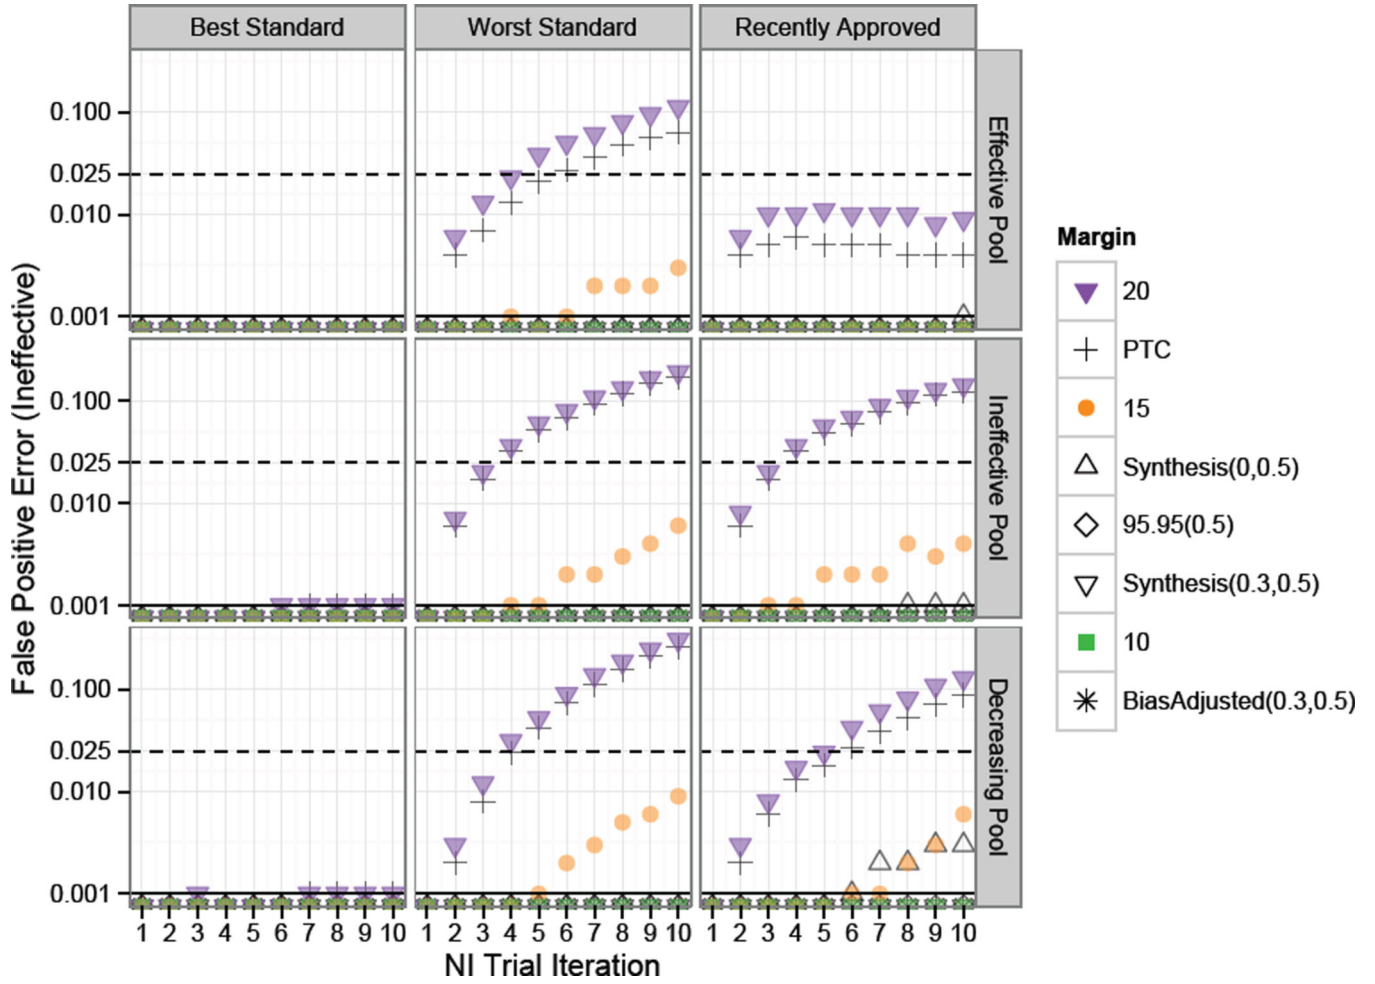 Best Standard
Worst Standard
Recently Approved
False Positive Error (Ineffective)
0.100
0.025
0.010
0.001
Effective Pool
0.100
0.025
0.010
0.001
Ineffective Pool
0.100
0.025
0.010
0.001
Decreasing Pool
1 2 3 4 5 6 7 8 9 10
1 2 3 4 5 6 7 8 9 10
1 2 3 4 5 6 7 8 9 10
NI Trial Iteration
Margin
20
PTC
15
Synthesis(0,0.5)
95.95(0.5)
Synthesis(0.3,0.5)
10
BiasAdjusted(0.3,0.5)